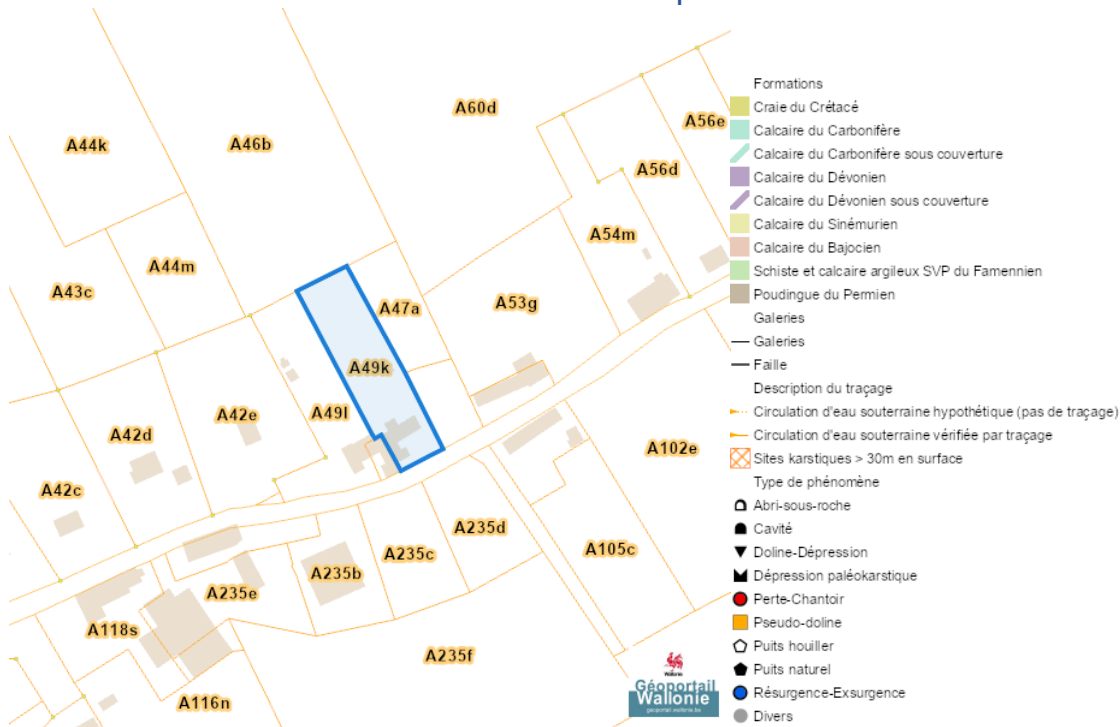 A60d
A44k
A46b
A56e
A56d
A54m
A44m
A43c
A47a
A53g
A49k
A42e
A49l
A42d
A102e
A42c
A235d
A235c
A105c
A235b
A235e
A118s
A235f
A116n
Formations
Craie du Crétacé
Calcaire du Carbonifère
Calcaire du Carbonifère sous couverture
Calcaire du Dévonien
Calcaire du Dévonien sous couverture
Calcaire du Sinémurien
Calcaire du Bajocien
Schiste et calcaire argileux SVP du Famennien
Poudingue du Permien
Galeries
Galeries
Faille
Description du traçage
Circulation d'eau souterraine hypothétique (pas de traçage)
Circulation d'eau souterraine vérifiée par traçage
Sites karstiques > 30m en surface
Type de phénomène
Abri-sous-roche
Cavité
Doline-Dépression
Dépression paléokarstique
Perte-Chantoir
Pseudo-doline
Puits houiller
Puits naturel
Résurgence-Exsurgence
Divers
Wallonie
Géoportail
Wallonie
geoportail.wallonie.be